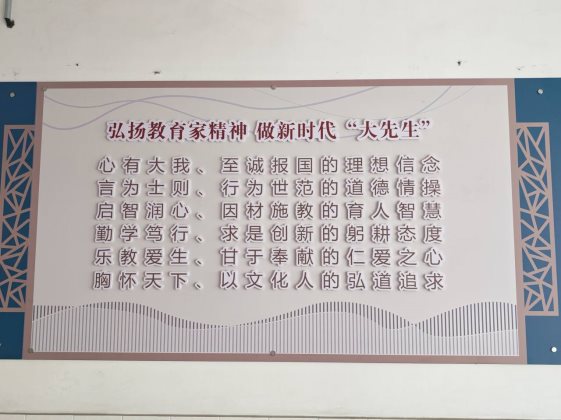 弘扬教育家精神 做新时代“大先生”
心有大我、至诚报国的理想信念
言为士则、行为世范的道德情操
启智润心、因材施教的育人智慧
勤学笃行、求是创新的躬耕态度
乐教爱生、甘于奉献的仁爱之心
胸怀天下、以文化人的弘道追求